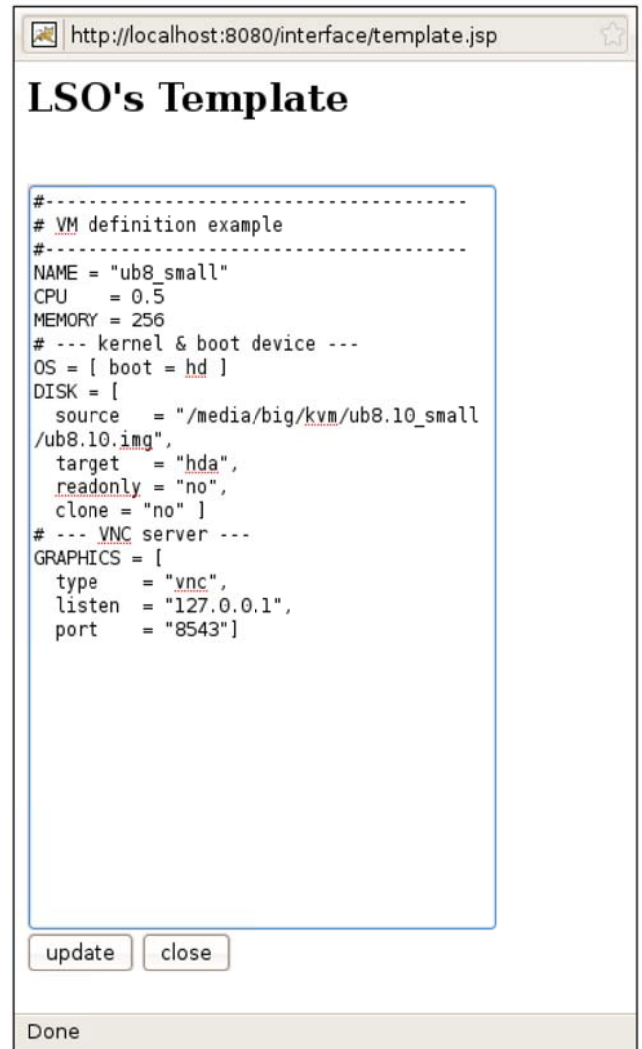 http://localhost:8080/interface/template.jsp
LSO's Template
#---------------------------------------
# VM definition example
#---------------------------------------
NAME = "ub8_small"
CPU    = 0.5
MEMORY = 256
# --- kernel & boot device ---
OS = [ boot = hd ]
DISK = [
  source   = "/media/big/kvm/ub8.10_small
/ub8.10.img",
  target   = "hda",
  readonly = "no",
  clone = "no" ]
# --- VNC server ---
GRAPHICS = [
  type    = "vnc",
  listen  = "127.0.0.1",
  port    = "8543"]
update close
Done